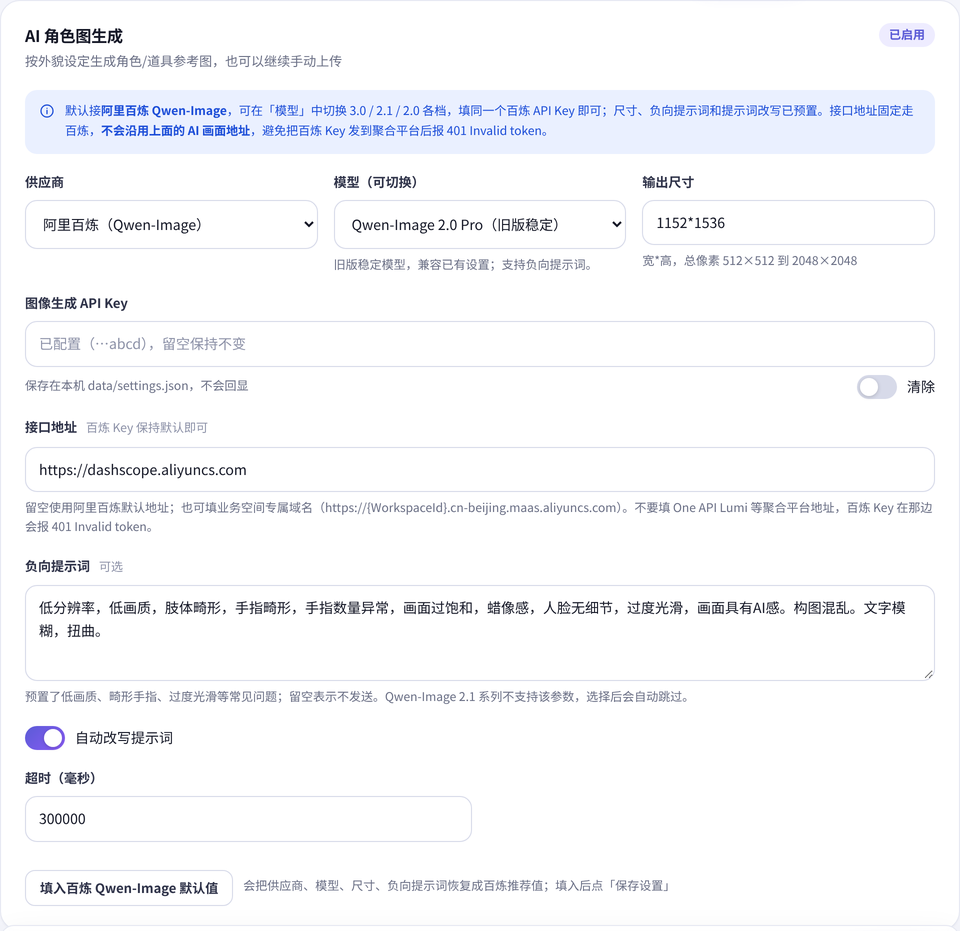 AI 角色图生成
已启用
按外貌设定生成角色/道具参考图，也可以继续手动上传
默认接阿里百炼 Qwen-Image，可在「模型」中切换 3.0 / 2.1 / 2.0 各档，填同一个百炼 API Key 即可；尺寸、负向提示词和提示词改写已预置。接口地址固定走
百炼，不会沿用上面的 AI 画面地址，避免把百炼 Key 发到聚合平台后报 401 Invalid token。
供应商
模型（可切换）
输出尺寸
阿里百炼（Qwen-Image）
Qwen-Image 2.0 Pro（旧版稳定）
1152*1536
旧版稳定模型，兼容已有设置；支持负向提示词。
宽*高，总像素 512×512 到 2048×2048
图像生成 API Key
已配置（…abcd），留空保持不变
保存在本机 data/settings.json，不会回显
清除
接口地址 百炼 Key 保持默认即可
https://dashscope.aliyuncs.com
留空使用阿里百炼默认地址；也可填业务空间专属域名（https://{WorkspaceId}.cn-beijing.maas.aliyuncs.com）。不要填 One API Lumi 等聚合平台地址，百炼 Key 在那边
会报 401 Invalid token。
负向提示词 可选
低分辨率，低画质，肢体畸形，手指畸形，手指数量异常，画面过饱和，蜡像感，人脸无细节，过度光滑，画面具有AI感。构图混乱。文字模
糊，扭曲。
预置了低画质、畸形手指、过度光滑等常见问题；留空表示不发送。Qwen-Image 2.1 系列不支持该参数，选择后会自动跳过。
自动改写提示词
超时（毫秒）
300000
填入百炼 Qwen-Image 默认值
会把供应商、模型、尺寸、负向提示词恢复成百炼推荐值；填入后点「保存设置」